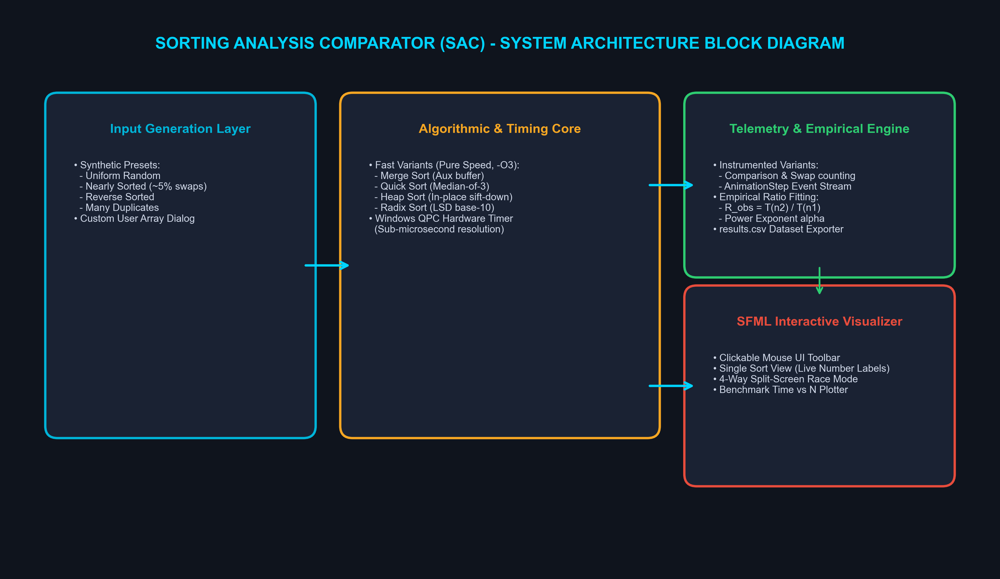 SORTING ANALYSIS COMPARATOR (SAC) - SYSTEM ARCHITECTURE BLOCK DIAGRAM
Input Generation Layer
• Synthetic Presets:
- Uniform Random
- Nearly Sorted (~5% swaps)
- Reverse Sorted
- Many Duplicates
• Custom User Array Dialog
Algorithmic & Timing Core
• Fast Variants (Pure Speed, -O3):
- Merge Sort (Aux buffer)
- Quick Sort (Median-of-3)
- Heap Sort (In-place sift-down)
- Radix Sort (LSD base-10)
• Windows QPC Hardware Timer
(Sub-microsecond resolution)
Telemetry & Empirical Engine
• Instrumented Variants:
- Comparison & Swap counting
- AnimationStep Event Stream
• Empirical Ratio Fitting:
- R_obs = T(n2) / T(n1)
- Power Exponent alpha
• results.csv Dataset Exporter
SFML Interactive Visualizer
• Clickable Mouse UI Toolbar
• Single Sort View (Live Number Labels)
• 4-Way Split-Screen Race Mode
• Benchmark Time vs N Plotter